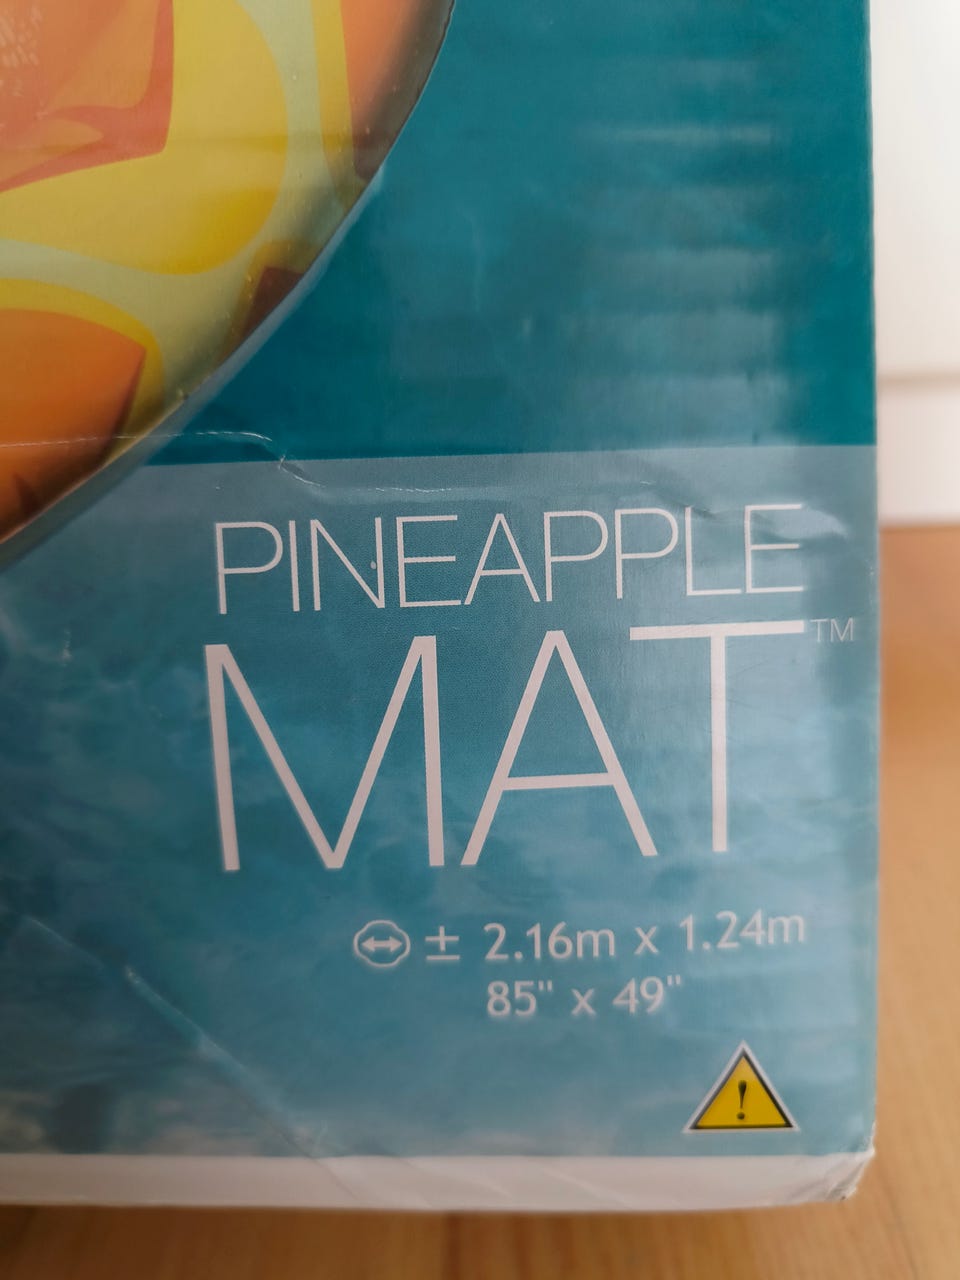 PINEAPPLE
MAT™
± 2.16m x 1.24m
85" x 49"
!